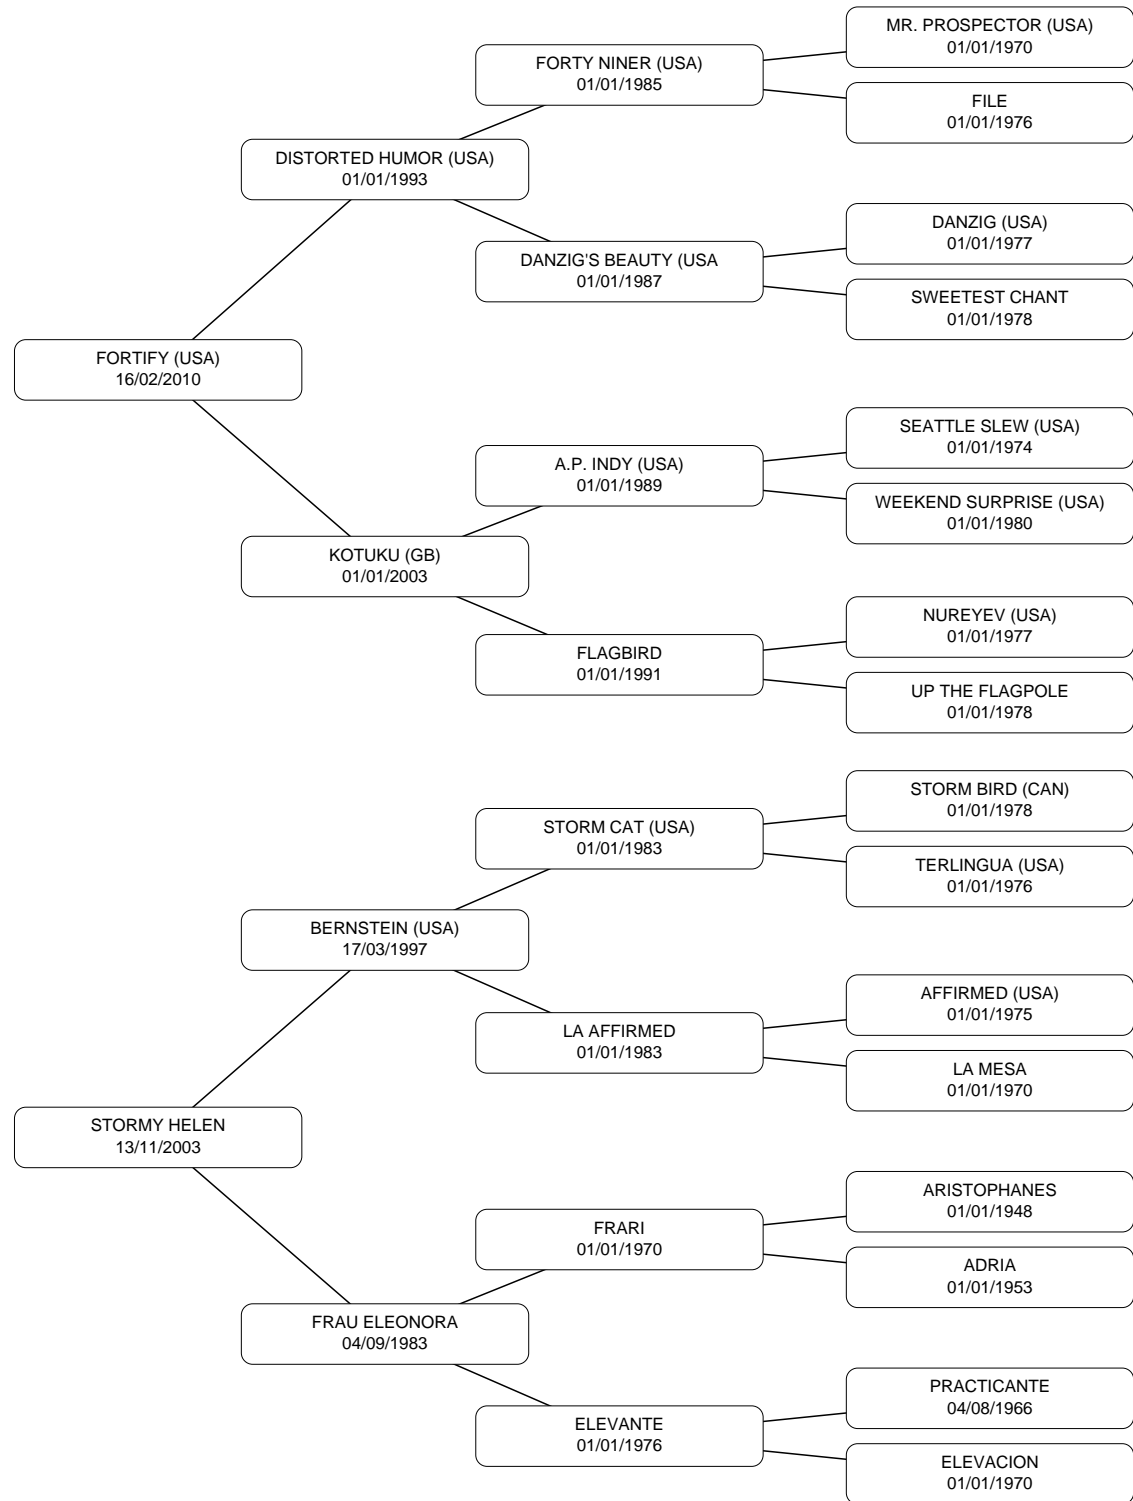 MR. PROSPECTOR (USA)
01/01/1970
FORTY NINER (USA)
01/01/1985
FILE
01/01/1976
DISTORTED HUMOR (USA)
01/01/1993
DANZIG (USA)
01/01/1977
DANZIG'S BEAUTY (USA
01/01/1987
SWEETEST CHANT
01/01/1978
FORTIFY (USA)
16/02/2010
SEATTLE SLEW (USA)
01/01/1974
A.P. INDY (USA)
01/01/1989
WEEKEND SURPRISE (USA)
01/01/1980
KOTUKU (GB)
01/01/2003
NUREYEV (USA)
01/01/1977
FLAGBIRD
01/01/1991
UP THE FLAGPOLE
01/01/1978
STORM BIRD (CAN)
01/01/1978
STORM CAT (USA)
01/01/1983
TERLINGUA (USA)
01/01/1976
BERNSTEIN (USA)
17/03/1997
AFFIRMED (USA)
01/01/1975
LA AFFIRMED
01/01/1983
LA MESA
01/01/1970
STORMY HELEN
13/11/2003
ARISTOPHANES
01/01/1948
FRARI
01/01/1970
ADRIA
01/01/1953
FRAU ELEONORA
04/09/1983
PRACTICANTE
04/08/1966
ELEVANTE
01/01/1976
ELEVACION
01/01/1970